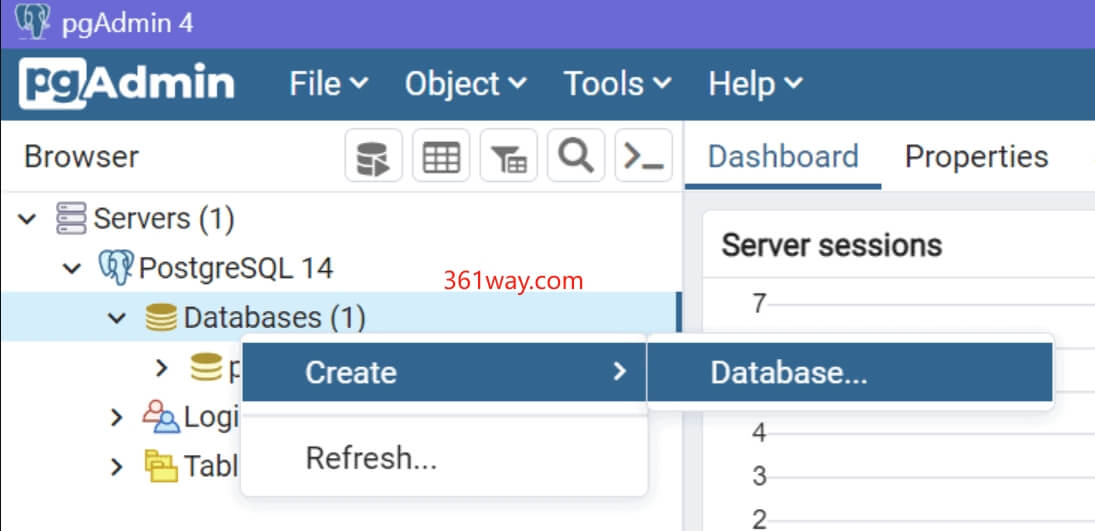 pgAdmin 4
pgAdmin File Object Tools Help
Browser
Dashboard Properties
Servers (1)
PostgreSQL 14
361way.com
Databases (1)
Create
Database...
Logi
Refresh...
Tabl
Server sessions
7
4
3
2